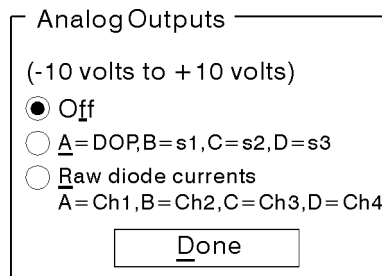 Analog Outputs
(-10 volts to +10 volts)
Off
A=DOP,B=s1,C=s2,D=s3
Raw diode currents
A=Ch1,B=Ch2,C=Ch3,D=Ch4
Done